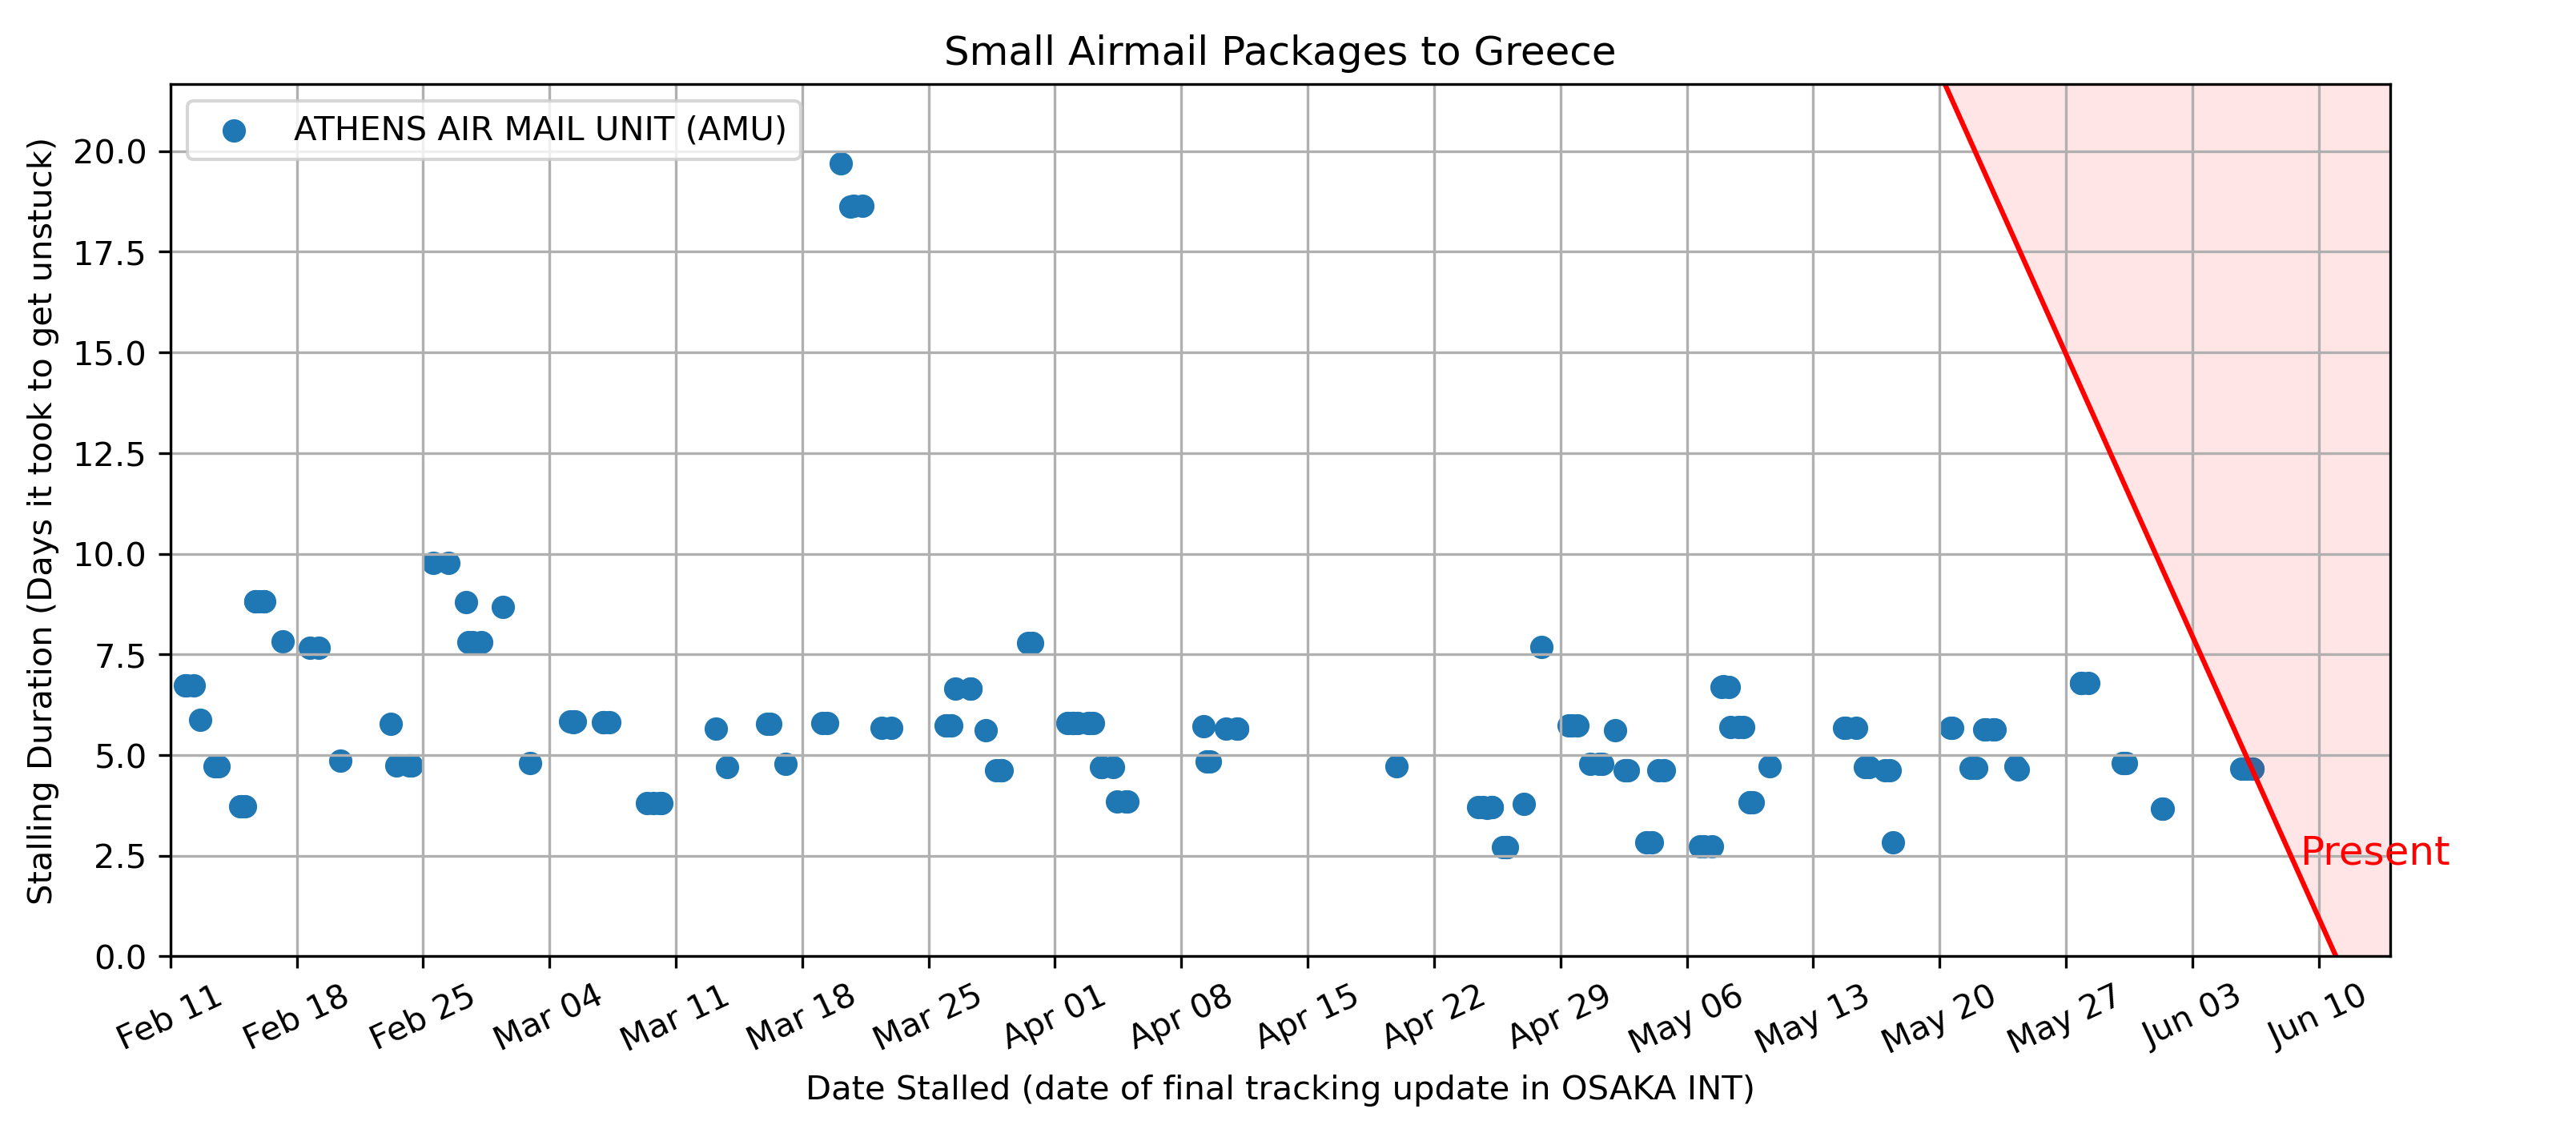 Small Airmail Packages to Greece
ATHENS AIR MAIL UNIT (AMU)
Stalling Duration (Days it took to get unstuck)
20.0
17.5
15.0
12.5
10.0
7.5
5.0
2.5
0.0
Present
Feb 11
Feb 18
Feb 25
Mar 04
Mar 11
Mar 18
Mar 25
Apr 01
Apr 08
Apr 15
Apr 22
Apr 29
May 06
May 13
May 20
May 27
Jun 03
Jun 10
Date Stalled (date of final tracking update in OSAKA INT)